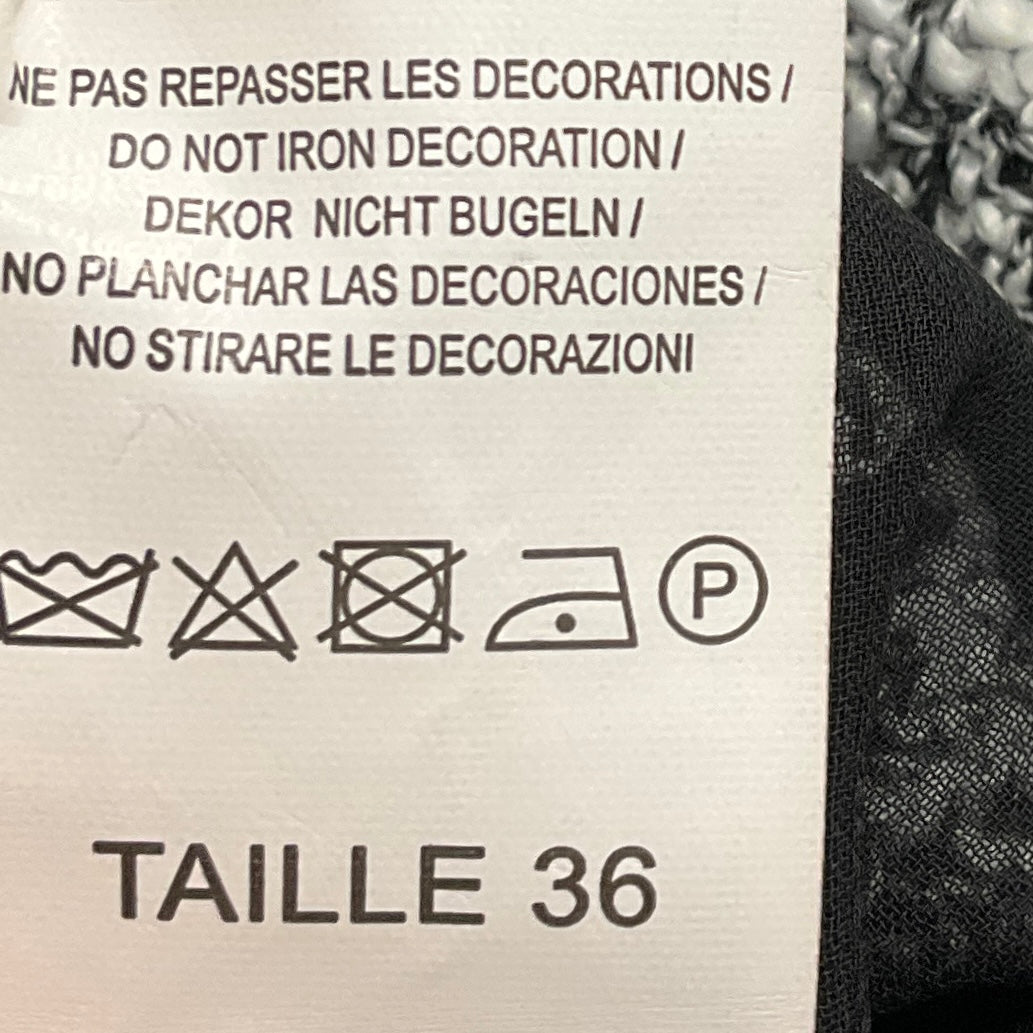 NE PAS REPASSER LES DECORATIONS /
DO NOT IRON DECORATION /
DEKOR NICHT BUGELN /
NO PLANCHAR LAS DECORACIONES /
NO STIRARE LE DECORAZIONI
P
TAILLE 36